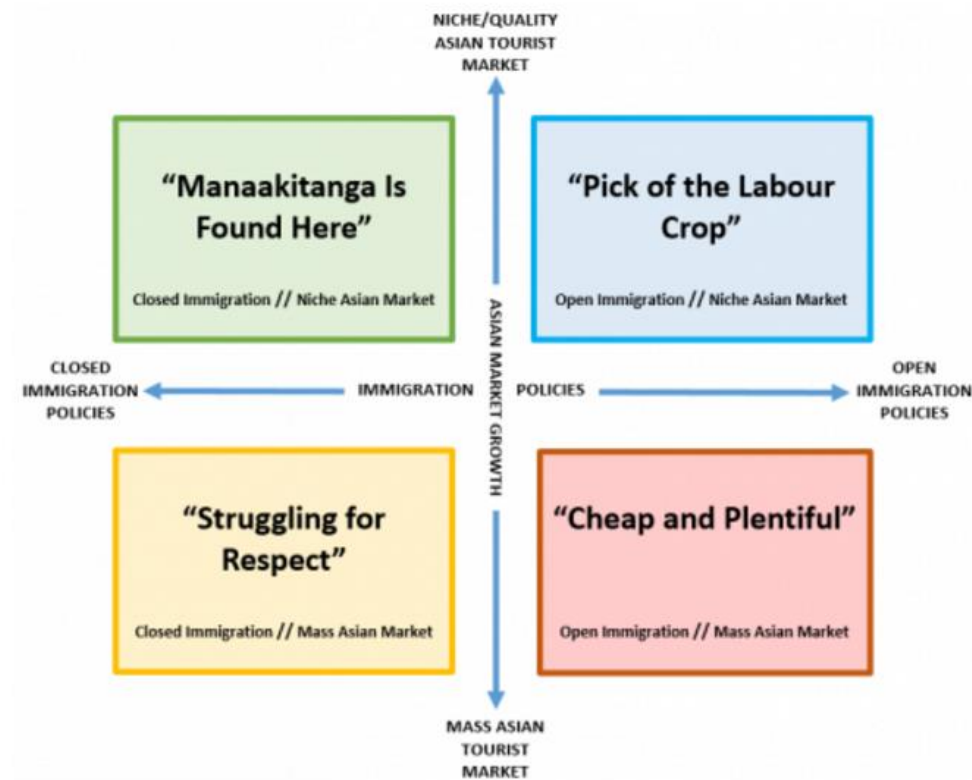 NICHE/QUALITY
ASIAN TOURIST
MARKET
“Manaakitanga Is
Found Here”
Closed Immigration // Niche Asian Market
“Pick of the Labour
Crop”
Open Immigration // Niche Asian Market
CLOSED
IMMIGRATION
POLICIES
IMMIGRATION
POLICIES
OPEN
IMMIGRATION
POLICIES
ASIAN MARKET GROWTH
“Struggling for
Respect”
Closed Immigration // Mass Asian Market
“Cheap and Plentiful”
Open Immigration // Mass Asian Market
MASS ASIAN
TOURIST
MARKET